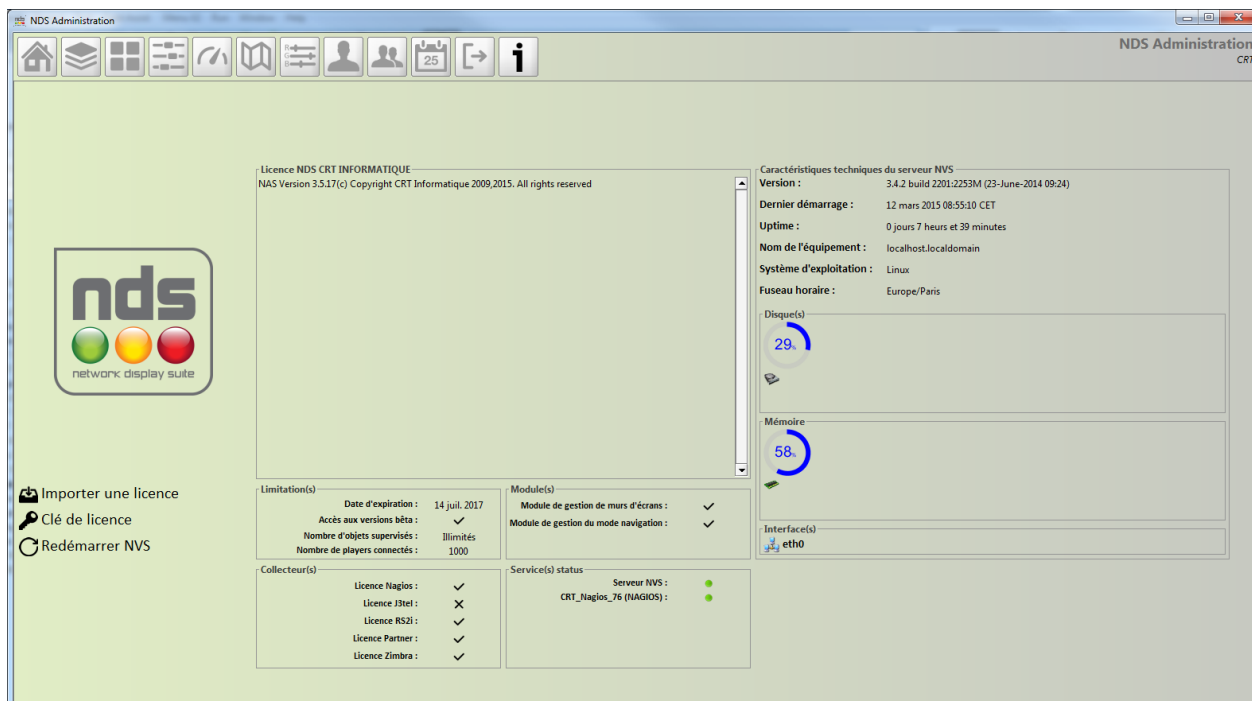 NDS Administration
NDS Administration
CRT
R
G
B
25
i
Licence NDS CRT INFORMATIQUE
NAS Version 3.5.17(c) Copyright CRT Informatique 2009,2015. All rights reserved
nds
network display suite
Importer une licence
Clé de licence
Redémarrer NVS
Limitation(s)
Date d'expiration : 14 juil. 2017
Accès aux versions bêta :
Nombre d'objets supervisés : Illimités
Nombre de players connectés : 1000
Module(s)
Module de gestion de murs d'écrans :
Module de gestion du mode navigation :
Collecteur(s)
Licence Nagios :
Licence J3tel :
Licence RS2i :
Licence Partner :
Licence Zimbra :
Service(s) status
Serveur NVS :
CRT_Nagios_76 (NAGIOS) :
Caractéristiques techniques du serveur NVS
Version : 3.4.2 build 2201:2253M (23-June-2014 09:24)
Dernier démarrage : 12 mars 2015 08:55:10 CET
Uptime : 0 jours 7 heurs et 39 minutes
Nom de l'équipement : localhost.localdomain
Système d'exploitation : Linux
Fuseau horaire : Europe/Paris
Disque(s)
29%
Mémoire
58%
Interface(s)
eth0